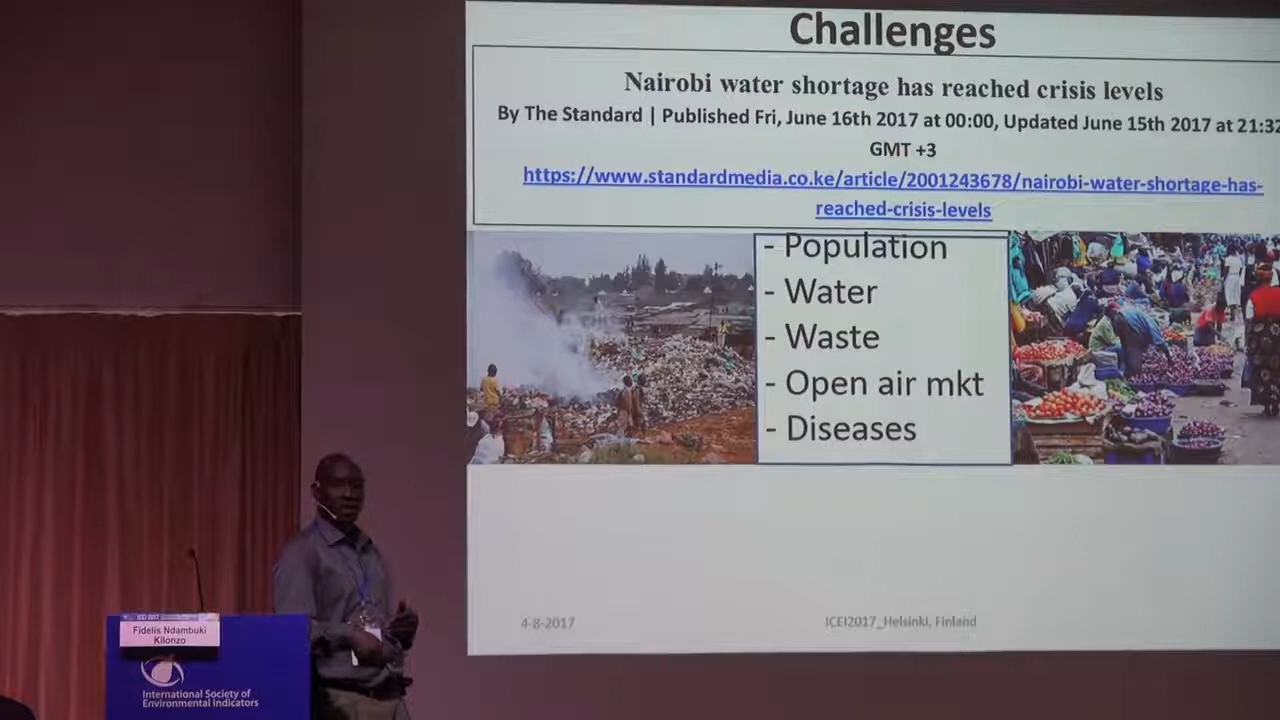 Challenges
Nairobi water shortage has reached crisis levels
By The Standard | Published Fri, June 16th 2017 at 00:00, Updated June 15th 2017 at 21:32
GMT +3
https://www.standardmedia.co.ke/article/2001243678/nairobi-water-shortage-has-
reached-crisis-levels
- Population
- Water
- Waste
- Open air mkt
- Diseases
4-8-2017
ICEI2017_Helsinki, Finland
ICEI 2017
Fidelis Ndambuki
Kilonzo
International Society of
Environmental Indicators